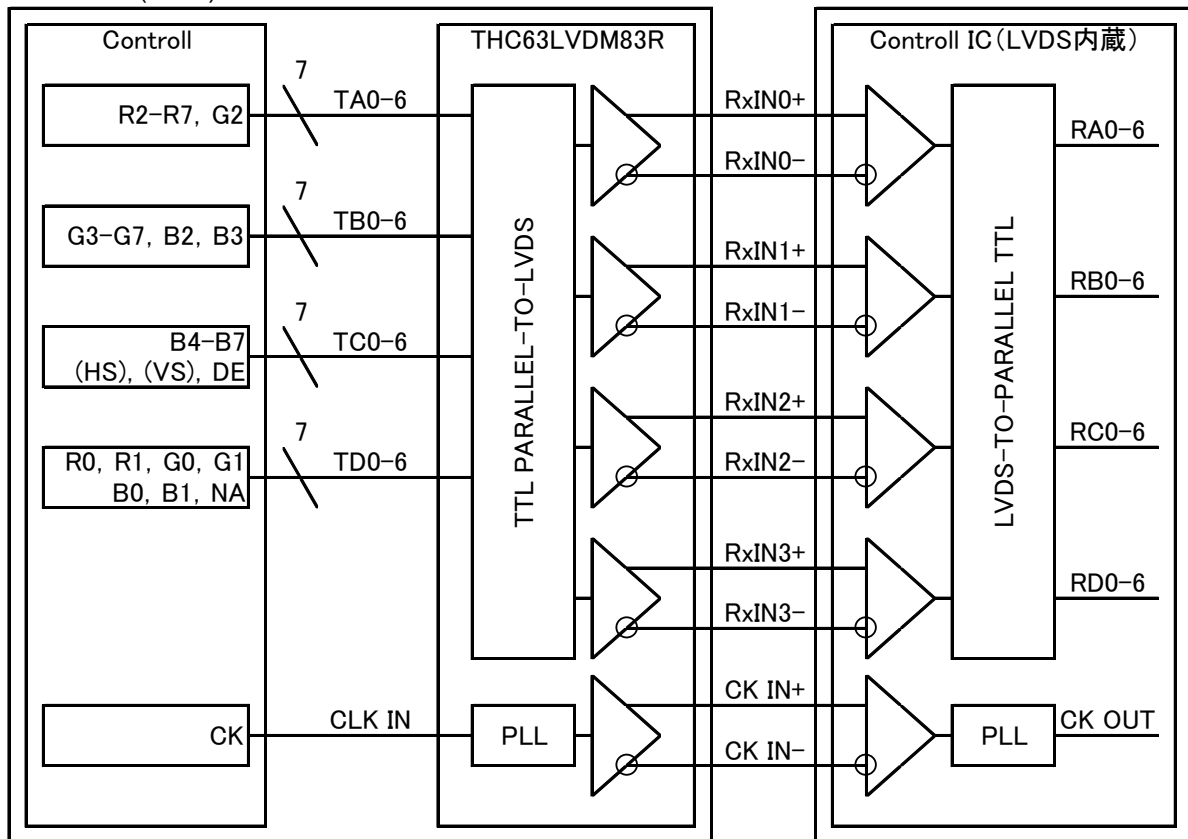 Controll
THC63LVDM83R
Controll IC(LVDS内蔵)
R2-R7, G2
7
TA0-6
G3-G7, B2, B3
7
TB0-6
B4-B7
(HS), (VS), DE
7
TC0-6
R0, R1, G0, G1
B0, B1, NA
7
TD0-6
CK
CLK IN
TTL PARALLEL-TO-LVDS
PLL
RxIN0+
RxIN0-
RxIN1+
RxIN1-
RxIN2+
RxIN2-
RxIN3+
RxIN3-
CK IN+
CK IN-
LVDS-TO-PARALLEL TTL
PLL
RA0-6
RB0-6
RC0-6
RD0-6
CK OUT